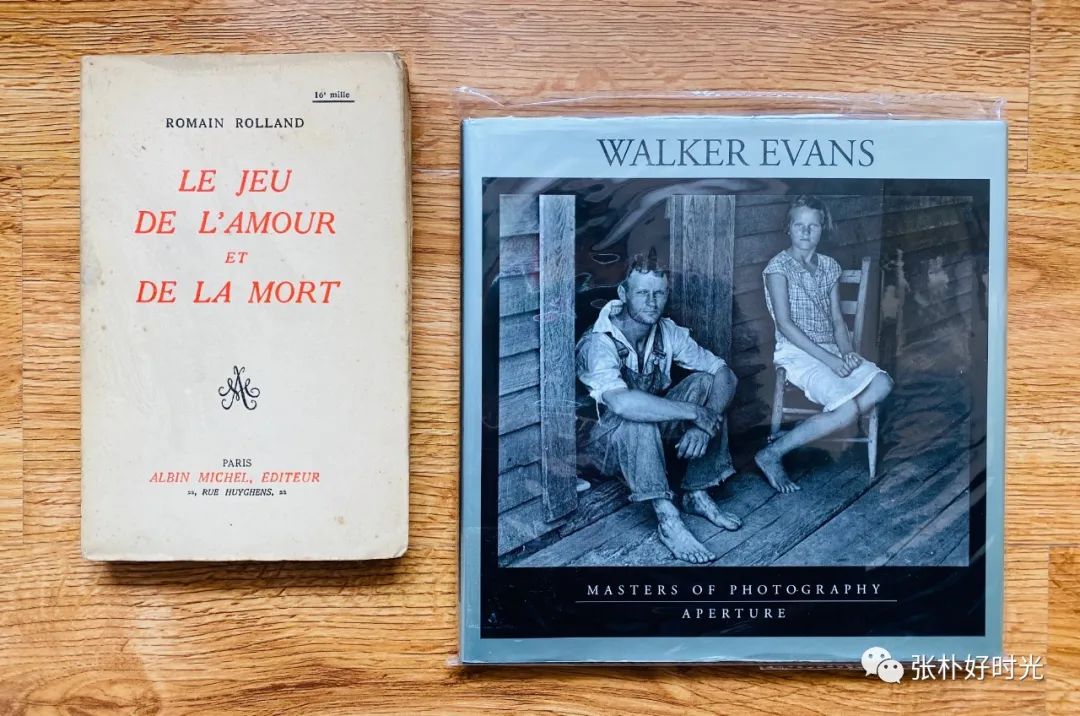 16ᵉ mille
ROMAIN ROLLAND
LE JEU
DE L'AMOUR
ET
DE LA MORT
PARIS
ALBIN MICHEL, EDITEUR
22, RUE HUYGHENS, 22
WALKER EVANS
MASTERS OF PHOTOGRAPHY
APERTURE
张朴好时光